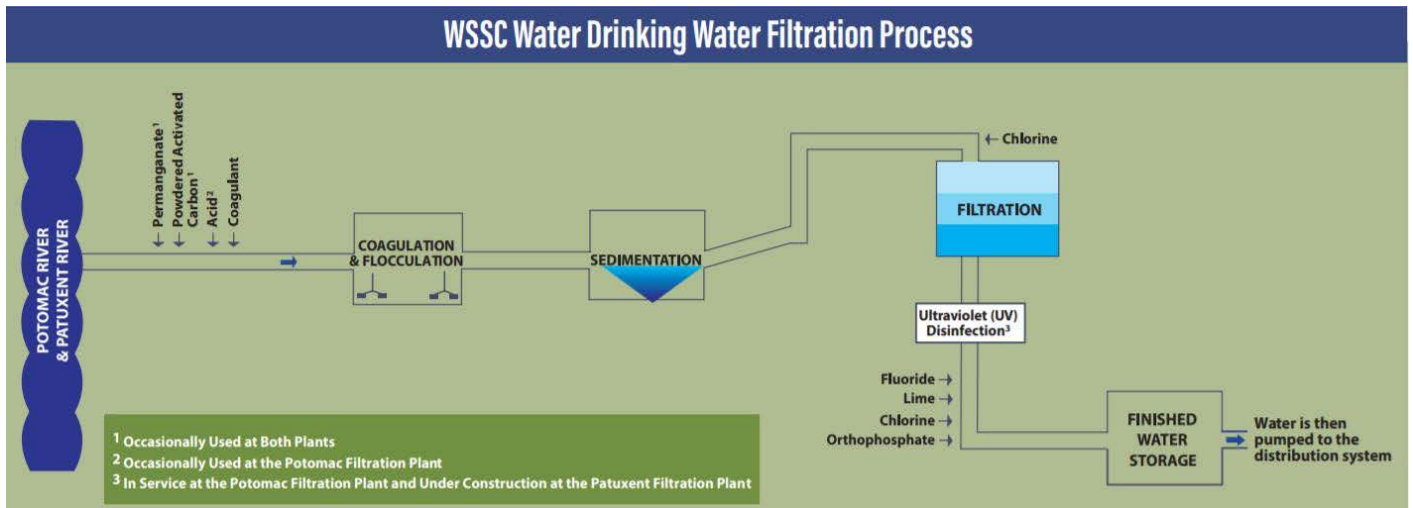 WSSC Water Drinking Water Filtration Process
POTOMAC RIVER
& PATUXENT RIVER
Permanganate¹
Powdered Activated
Carbon¹
Acid²
Coagulant
COAGULATION
& FLOCCULATION
SEDIMENTATION
Chlorine
FILTRATION
Ultraviolet (UV)
Disinfection³
Fluoride
Lime
Chlorine
Orthophosphate
FINISHED
WATER
STORAGE
Water is then
pumped to the
distribution system
¹ Occasionally Used at Both Plants
² Occasionally Used at the Potomac Filtration Plant
³ In Service at the Potomac Filtration Plant and Under Construction at the Patuxent Filtration Plant